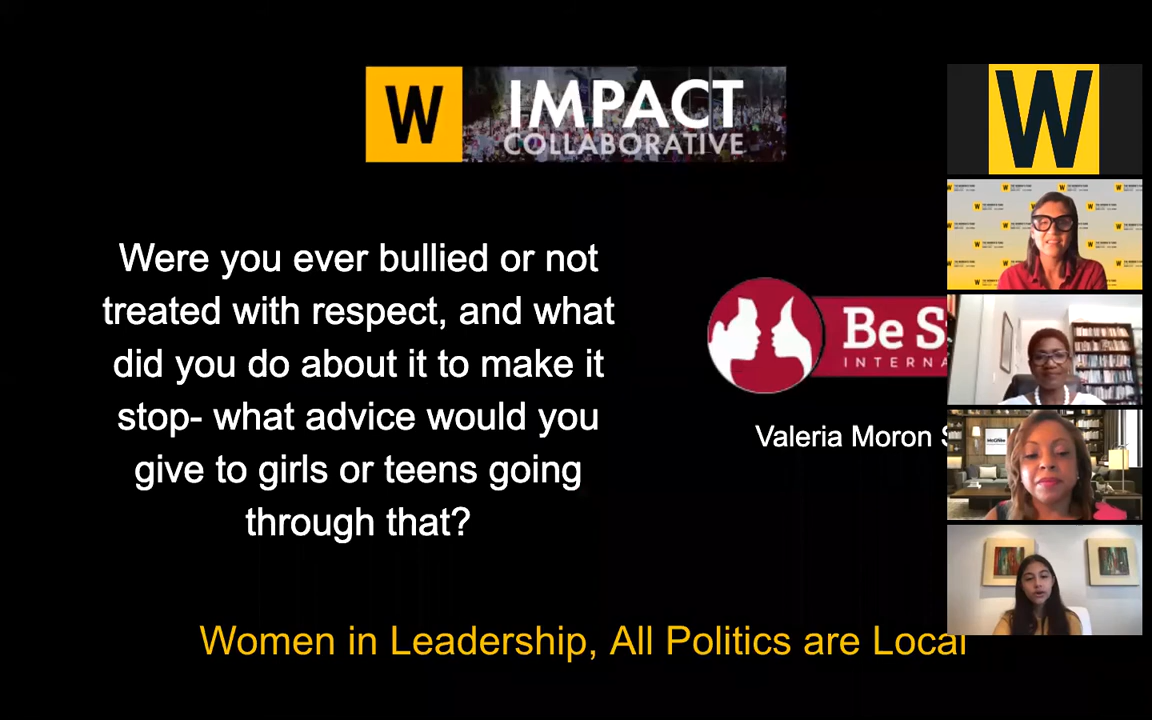 W
IMPACT
COLLABORATIVE
W
Were you ever bullied or not
treated with respect, and what
did you do about it to make it
stop- what advice would you
give to girls or teens going
through that?
Be S
INTERNA
Valeria Moron S
Women in Leadership, All Politics are Local